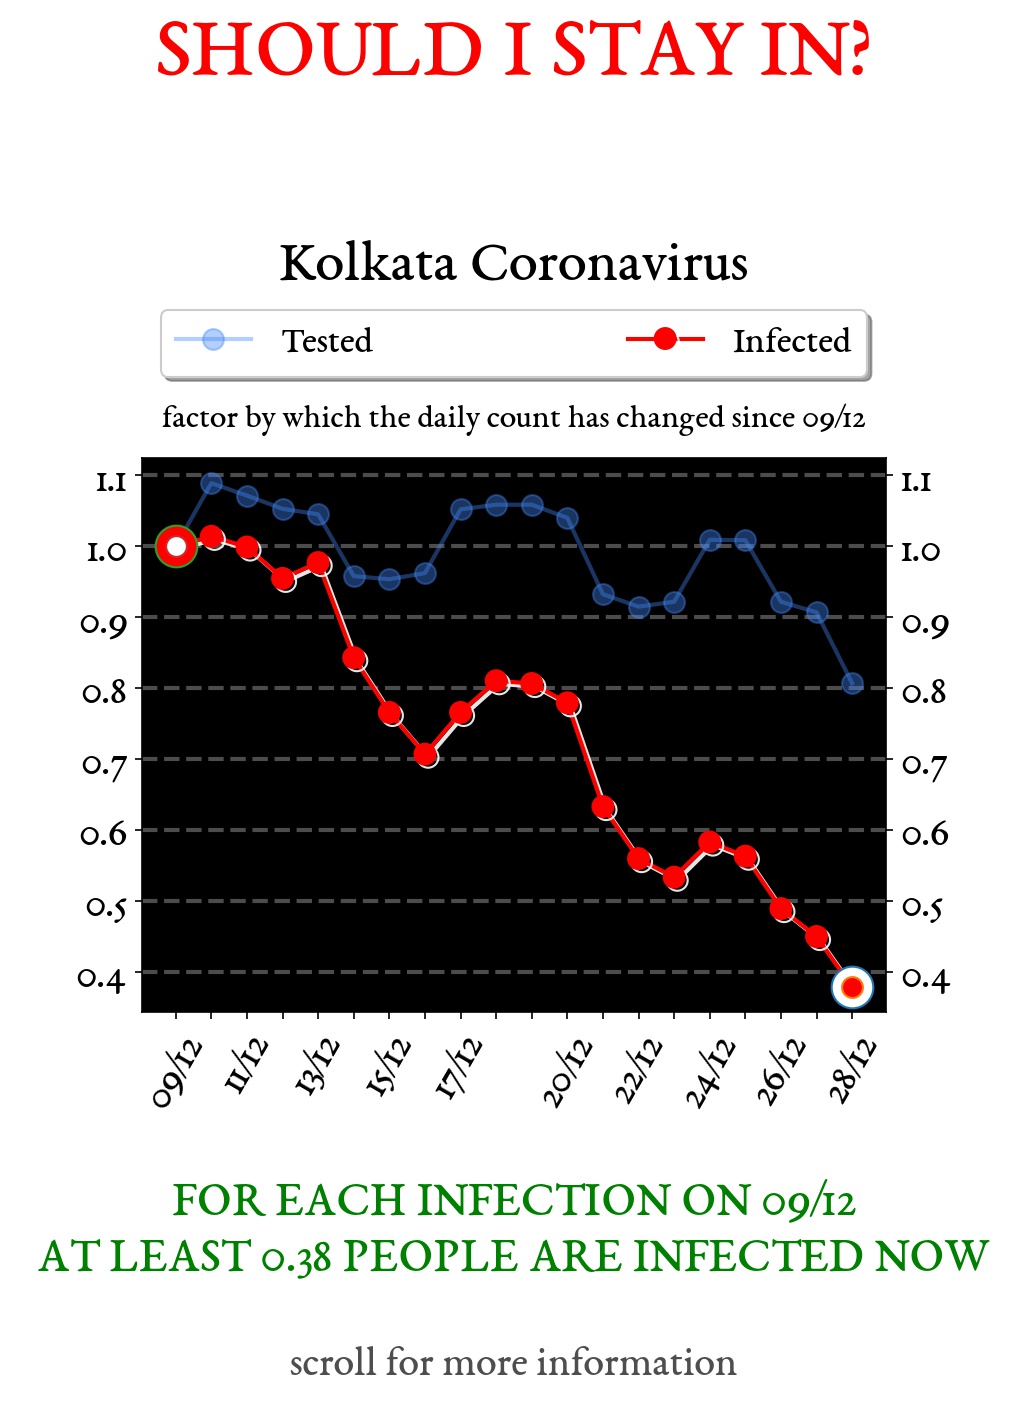 SHOULD I STAY IN?
Kolkata Coronavirus
Tested
Infected
factor by which the daily count has changed since 09/12
1.1 1.1
1.0 1.0
0.9 0.9
0.8 0.8
0.7 0.7
0.6 0.6
0.5 0.5
0.4 0.4
09/12 11/12 13/12 15/12 17/12 20/12 22/12 24/12 26/12 28/12
FOR EACH INFECTION ON 09/12
AT LEAST 0.38 PEOPLE ARE INFECTED NOW
scroll for more information